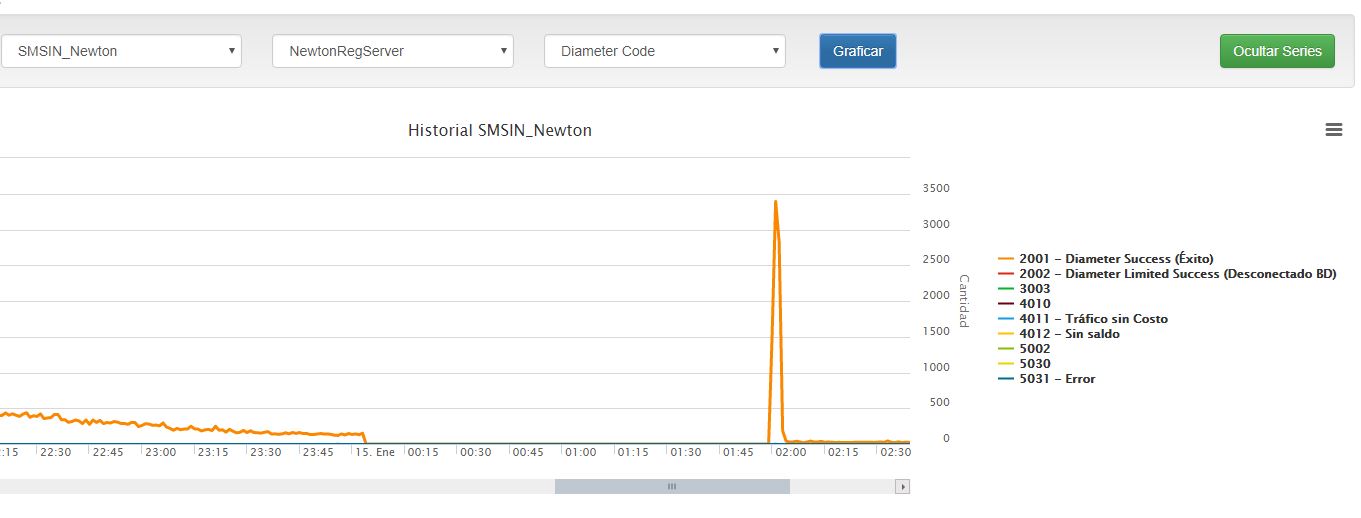 SMSIN_Newton
NewtonRegServer
Diameter Code
Graficar
Ocultar Series
Historial SMSIN_Newton
3500
3000
2500
2000
1500
1000
500
0
Cantidad
2001 – Diameter Success (Éxito)
2002 – Diameter Limited Success (Desconectado BD)
3003
4010
4011 – Tráfico sin Costo
4012 – Sin saldo
5002
5030
5031 – Error
:15 22:30 22:45 23:00 23:15 23:30 23:45 15. Ene 00:15 00:30 00:45 01:00 01:15 01:30 01:45 02:00 02:15 02:30